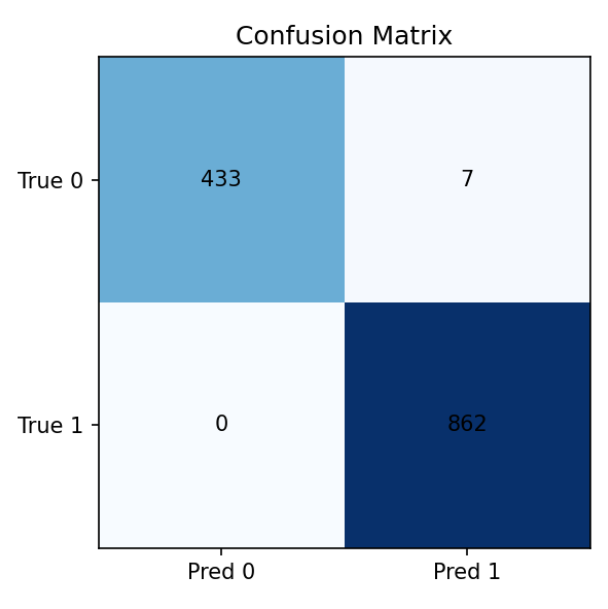 Confusion Matrix
True 0
433
7
True 1
0
862
Pred 0
Pred 1